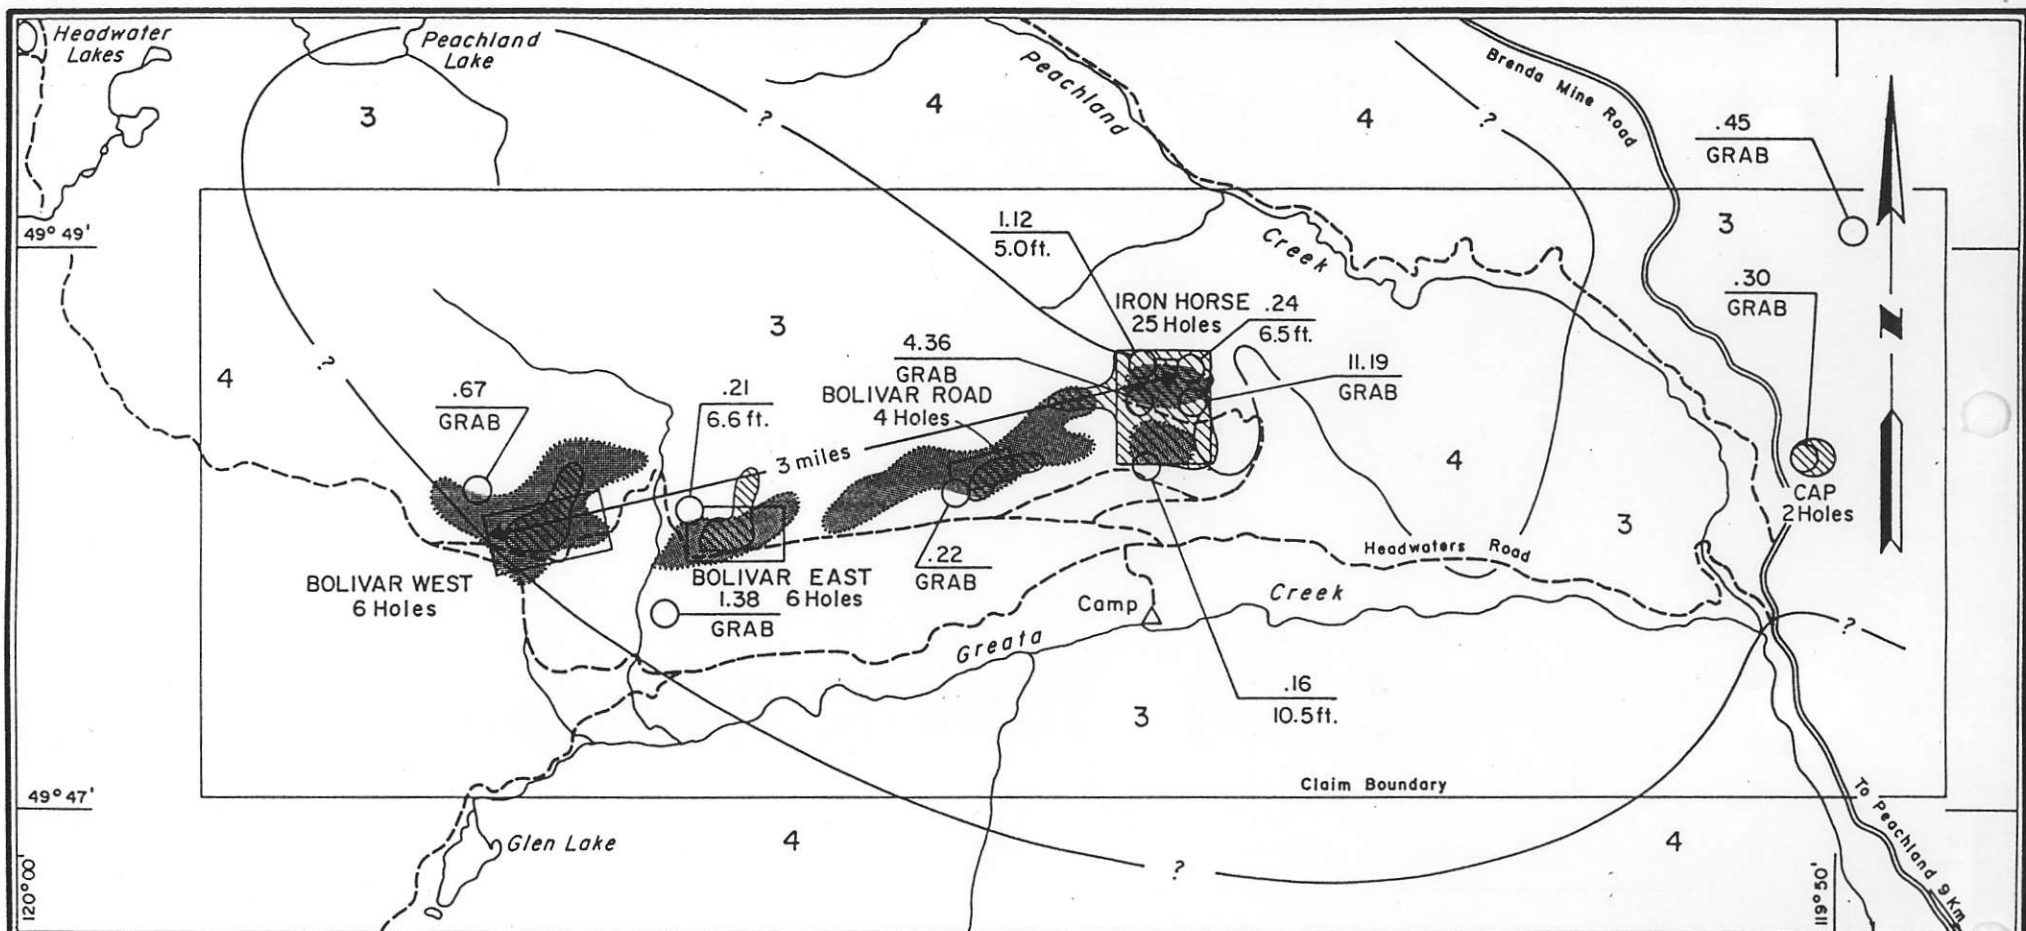 Headwater
Lakes
Peachland
Lake
3
?
4
Peachland
4
?
Brenda Mine Road
.45
GRAB
49° 49'
1.12
5.0 ft.
Creek
3
.30
GRAB
N
IRON HORSE
25 Holes
.24
6.5 ft.
3
?
4
4.36
GRAB
11.19
GRAB
.67
GRAB
.21
6.6 ft.
BOLIVAR ROAD
4 Holes
3 miles
4
CAP
2 Holes
3
Headwaters Road
.22
GRAB
BOLIVAR WEST
6 Holes
BOLIVAR EAST
6 Holes
1.38
GRAB
Camp
Creek
Greata
?
.16
10.5 ft.
3
Claim Boundary
49° 47'
To Peachland 9 Km
Glen Lake
4
4
?
120° 00'
119° 50'